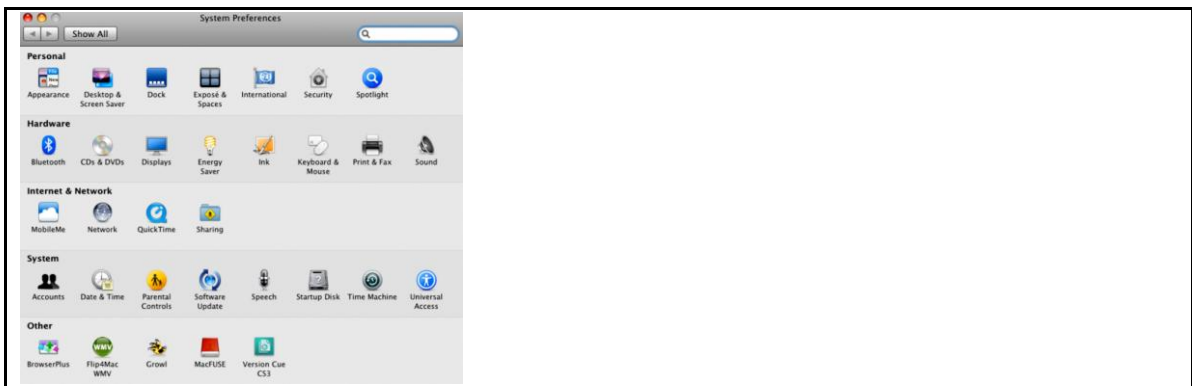 System Preferences
Show All
Personal
Appearance Desktop & Dock Exposé & International Security Spotlight
Screen Saver Spaces
Hardware
Bluetooth CDs & DVDs Displays Energy Ink Keyboard & Print & Fax Sound
Saver Mouse
Internet & Network
MobileMe Network QuickTime Sharing
System
Accounts Date & Time Parental Software Speech Startup Disk Time Machine Universal
Controls Update Access
Other
BrowserPlus Flip4Mac Growl MacFUSE Version Cue
WMV CS3